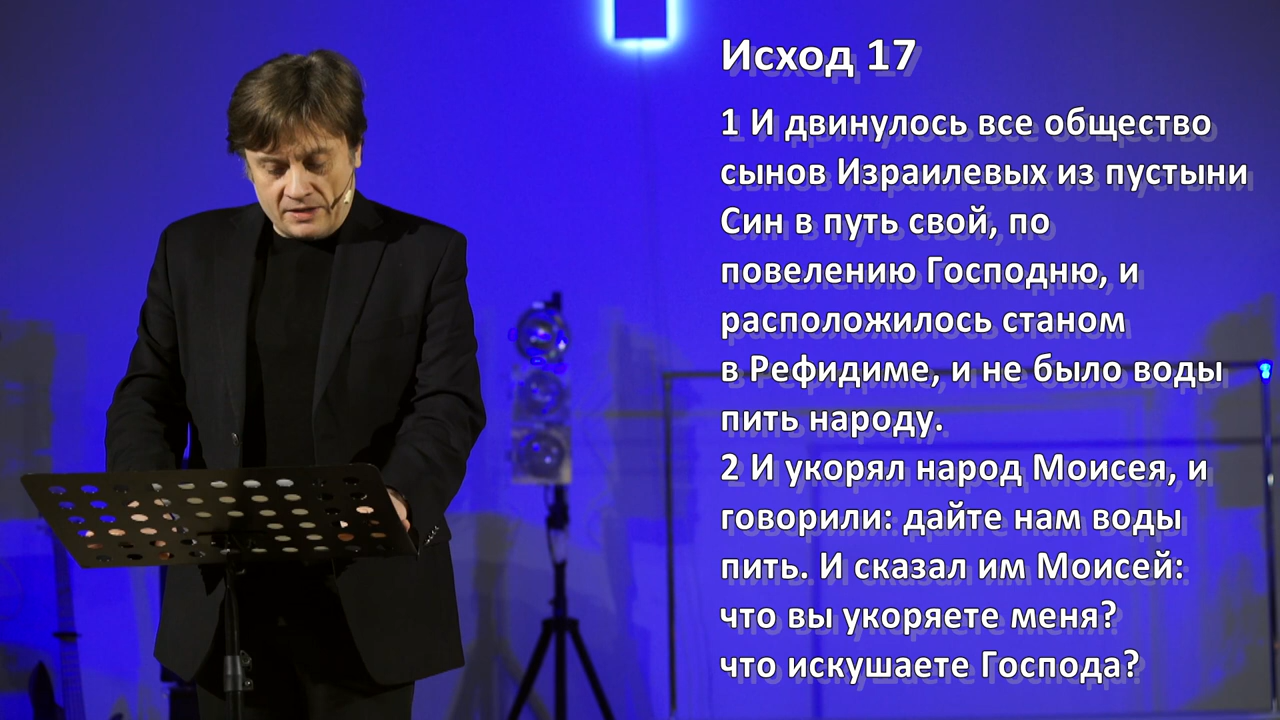 Исход 17
1 И двинулось все общество
сынов Израилевых из пустыни
Син в путь свой, по
повелению Господню, и
расположилось станом
в Рефидиме, и не было воды
пить народу.
2 И укорял народ Моисея, и
говорили: дайте нам воды
пить. И сказал им Моисей:
что вы укоряете меня?
что искушаете Господа?